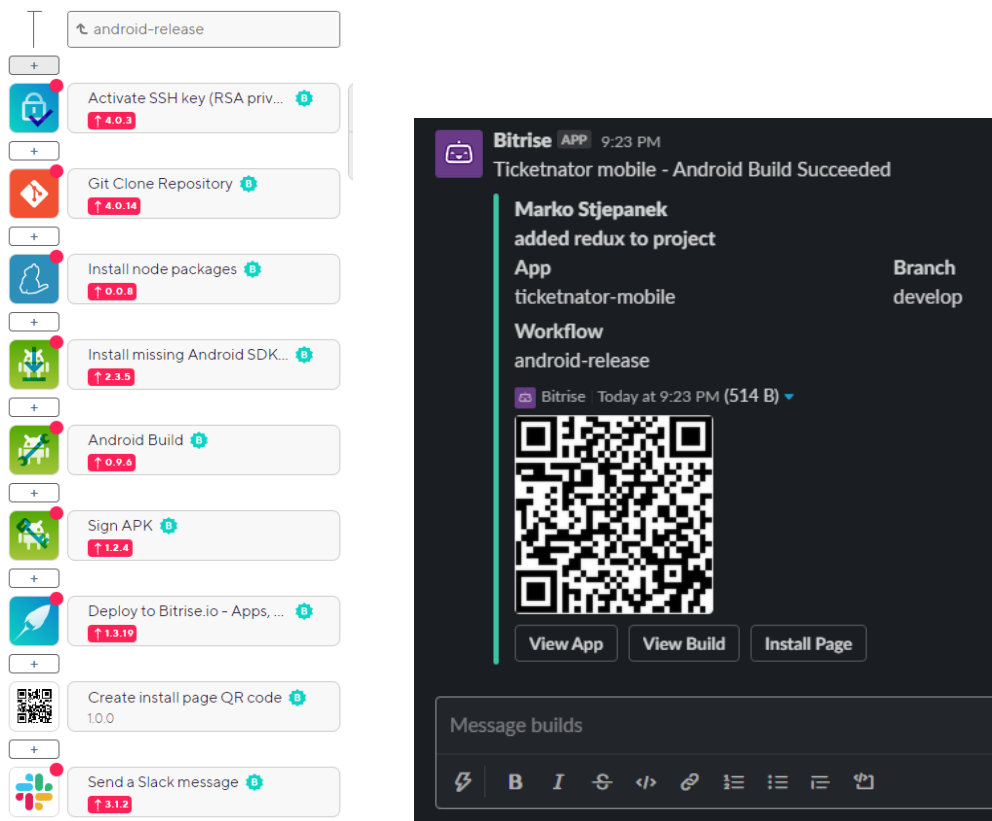 android-release
+
Activate SSH key (RSA priv...
↑ 4.0.3
+
Git Clone Repository
↑ 4.0.14
+
Install node packages
↑ 0.0.8
+
Install missing Android SDK...
↑ 2.3.5
+
Android Build
↑ 0.9.6
+
Sign APK
↑ 1.2.4
+
Deploy to Bitrise.io - Apps, ...
↑ 1.3.19
+
Create install page QR code
1.0.0
+
Send a Slack message
↑ 3.1.2
Bitrise APP 9:23 PM
Ticketnator mobile - Android Build Succeeded
Marko Stjepanek
added redux to project
App Branch
ticketnator-mobile develop
Workflow
android-release
Bitrise Today at 9:23 PM (514 B)
View App View Build Install Page
Message builds
B I S </>